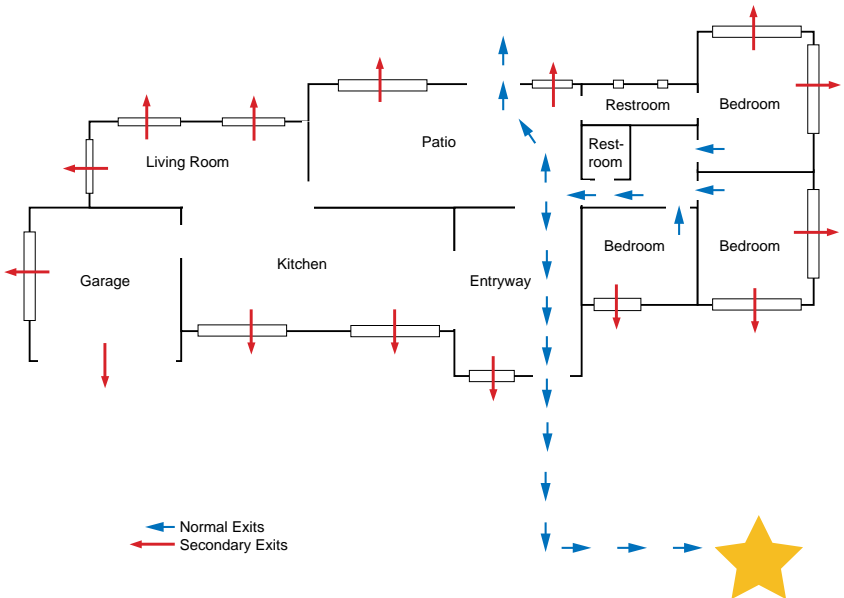 Restroom
Bedroom
Patio
Rest-
room
Living Room
Bedroom
Bedroom
Kitchen
Garage
Entryway
Normal Exits
Secondary Exits